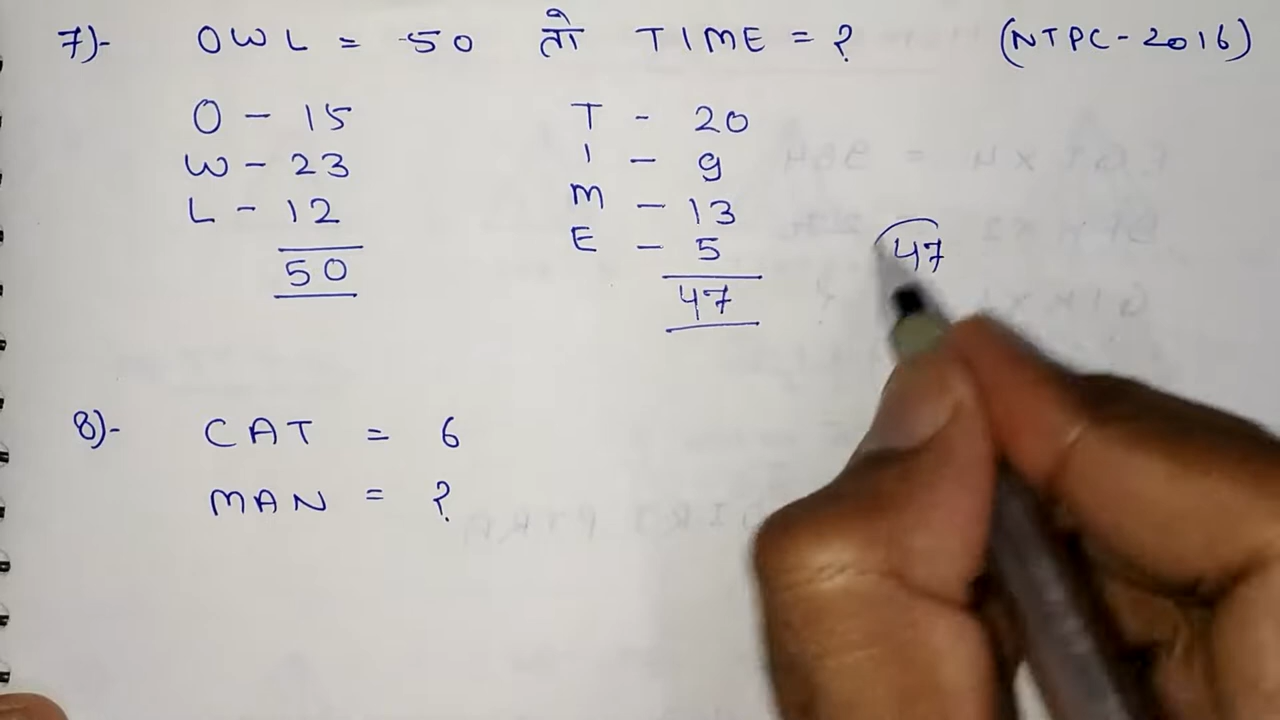 7)- OWL = 50 तो TIME = ? (NTPC-2016)
O - 15
W - 23
L - 12
50
T - 20
I - 9
M - 13
E - 5
47
47
8)- CAT = 6
MAN = ?